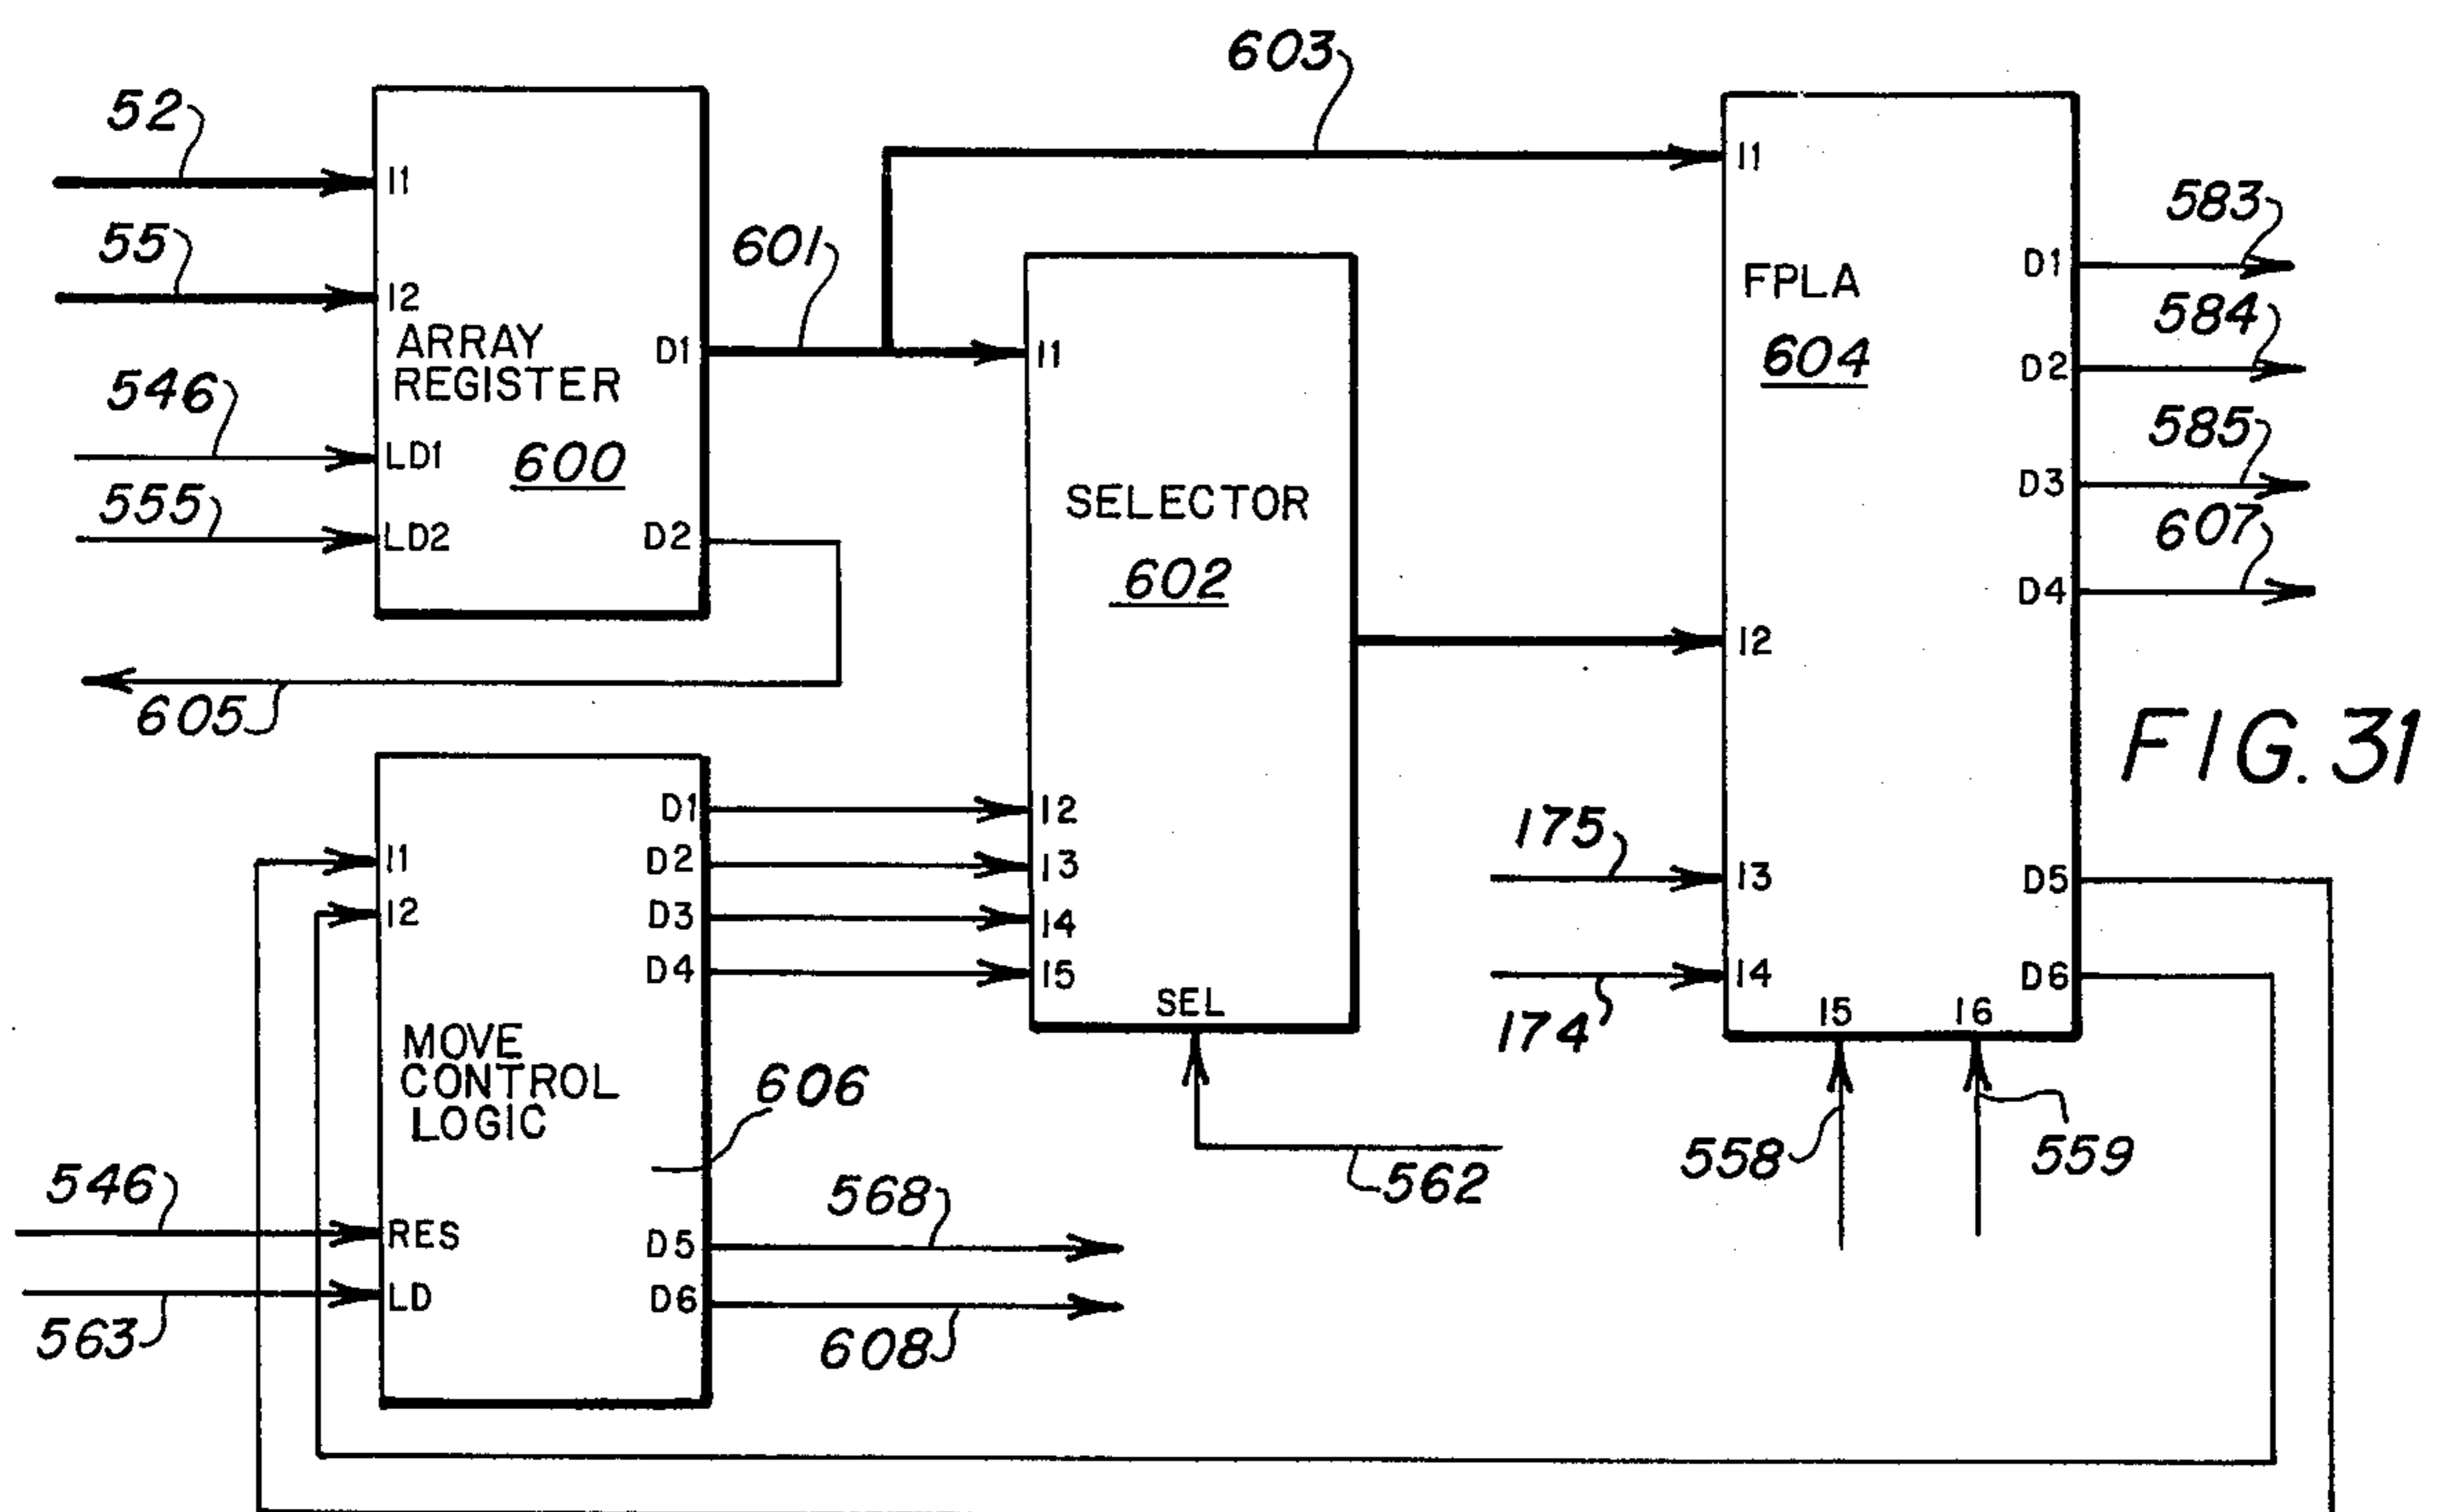 603
52
I1
I1
583
55
601
FPLA
D1
I2
584
ARRAY
REGISTER
D1
I1
604
D2
546
585
LD1
600
SELECTOR
D3
555
607
LD2
D2
602
D4
I2
605
FIG. 31
D1
I2
175
I1
D2
I3
I3
D5
I2
D3
I4
D4
I5
I4
D6
SEL
174
I5
I6
MOVE
CONTROL
LOGIC
606
546
568
562
558
559
RES
D5
LD
D6
563
608